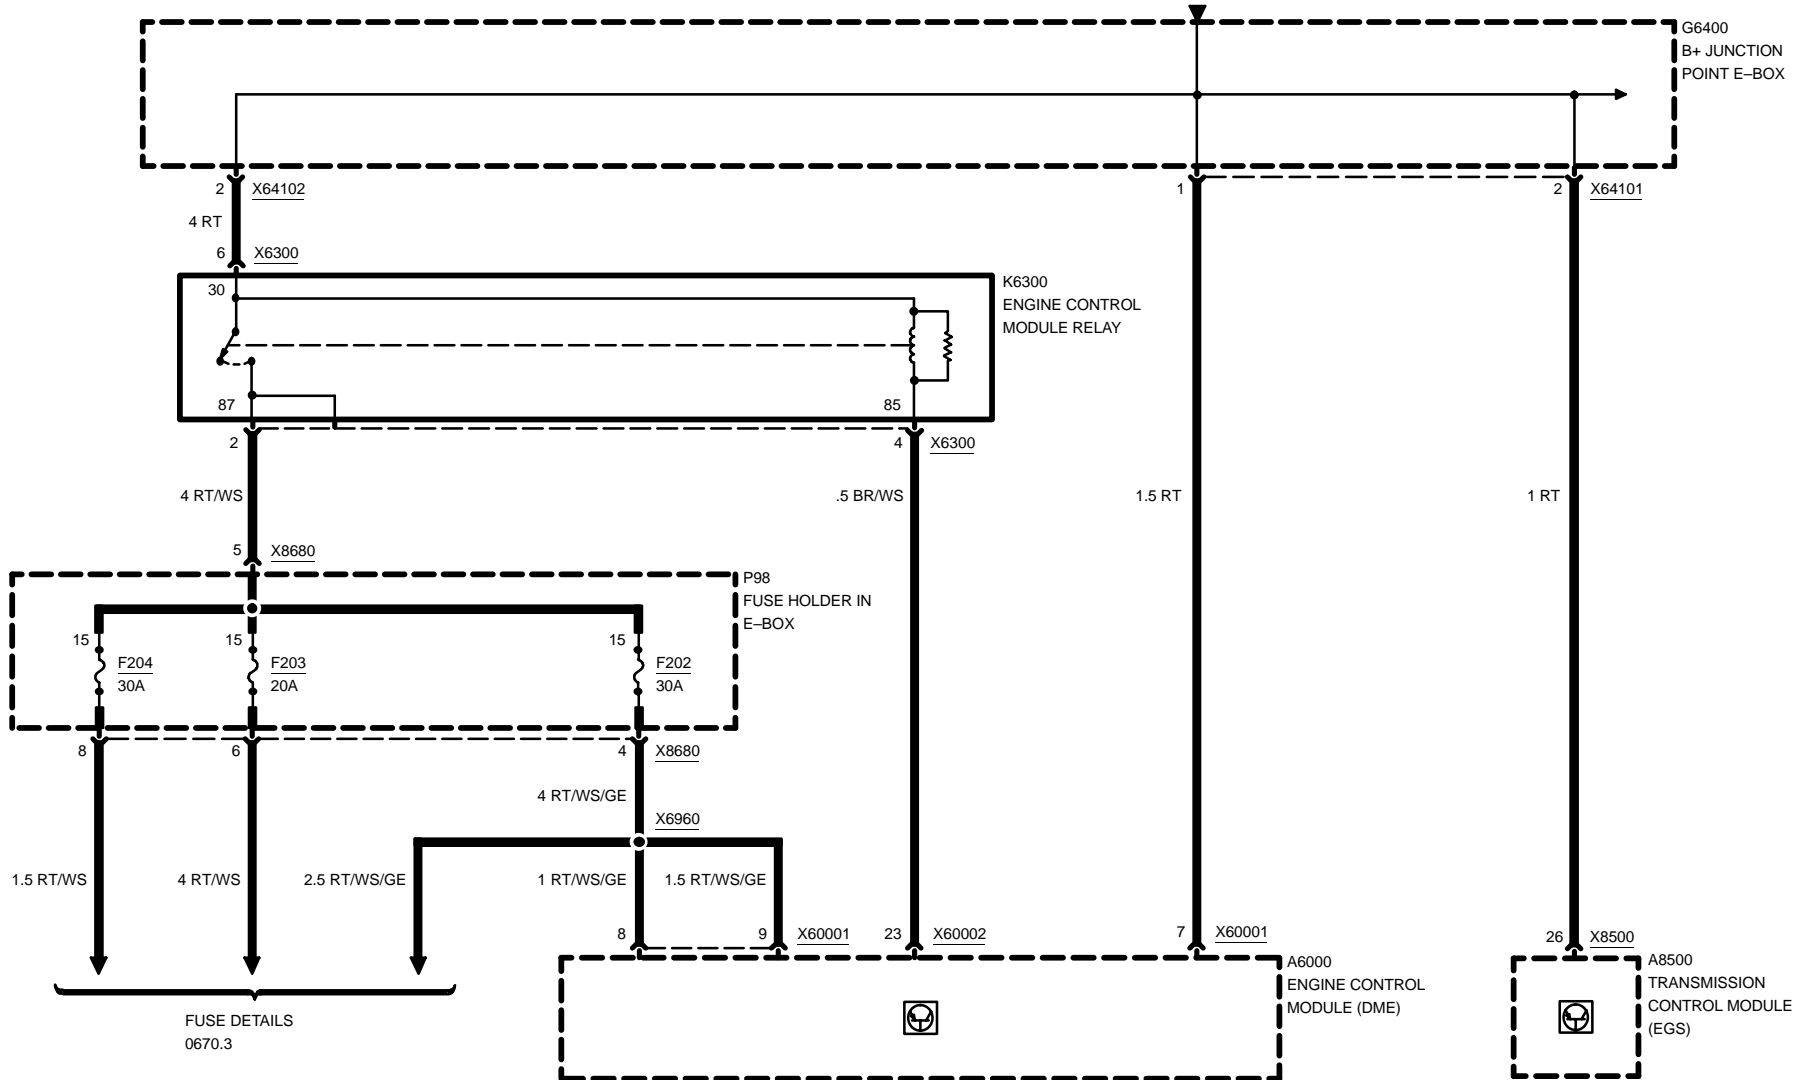 G6400
B+ JUNCTION
POINT E–BOX
2
X64102
1
2
X64101
4 RT
6
X6300
30
K6300
ENGINE CONTROL
MODULE RELAY
87
85
2
4
X6300
4 RT/WS
.5 BR/WS
1.5 RT
1 RT
5
X8680
P98
FUSE HOLDER IN
E–BOX
15
F204
30A
15
F203
20A
15
F202
30A
8
6
4
X8680
4 RT/WS/GE
X6960
1.5 RT/WS
4 RT/WS
2.5 RT/WS/GE
1 RT/WS/GE
1.5 RT/WS/GE
8
9
X60001
23
X60002
7
X60001
26
X8500
A6000
ENGINE CONTROL
MODULE (DME)
A8500
TRANSMISSION
CONTROL MODULE
(EGS)
FUSE DETAILS
0670.3